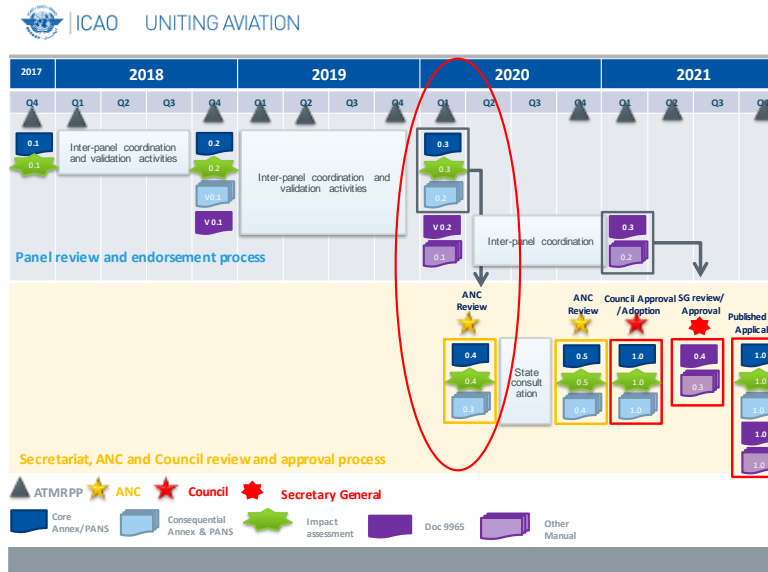 ICAO UNITING AVIATION
2017 2018 2019 2020 2021
Q4 Q1 Q2 Q3 Q4 Q1 Q2 Q3 Q4 Q1 Q2 Q3 Q4 Q1 Q2 Q3
0.1
0.1
Inter-panel coordination
and validation activities
0.2
0.2
V0.1
V 0.1
Inter-panel coordination and
validation activities
0.3
0.3
0.2
V 0.2
0.1
Inter-panel coordination
0.3
0.2
Panel review and endorsement process
ANC
Review
0.4
0.4
0.3
State
consult
ation
ANC
Review
0.5
0.5
0.4
Council Approval
/Adoption
1.0
1.0
1.0
SG review/
Approval
0.4
0.3
Published
1.0
1.0
1.0
1.0
1.0
Secretariat, ANC and Council review and approval process
ATMRPP ANC Council Secretary General
Core
Annex/PANS
Consequential
Annex & PANS
Impact
assessment
Doc 9965
Other
Manual